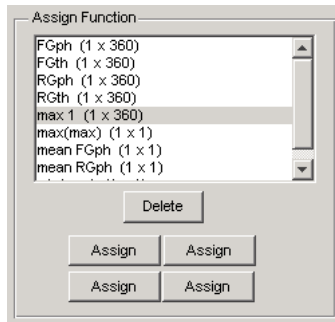 Assign Function
FGph (1 x 360)
FGth (1 x 360)
RGph (1 x 360)
RGth (1 x 360)
max 1 (1 x 360)
max(max) (1 x 1)
mean FGph (1 x 1)
mean RGph (1 x 1)
Delete
Assign Assign
Assign Assign